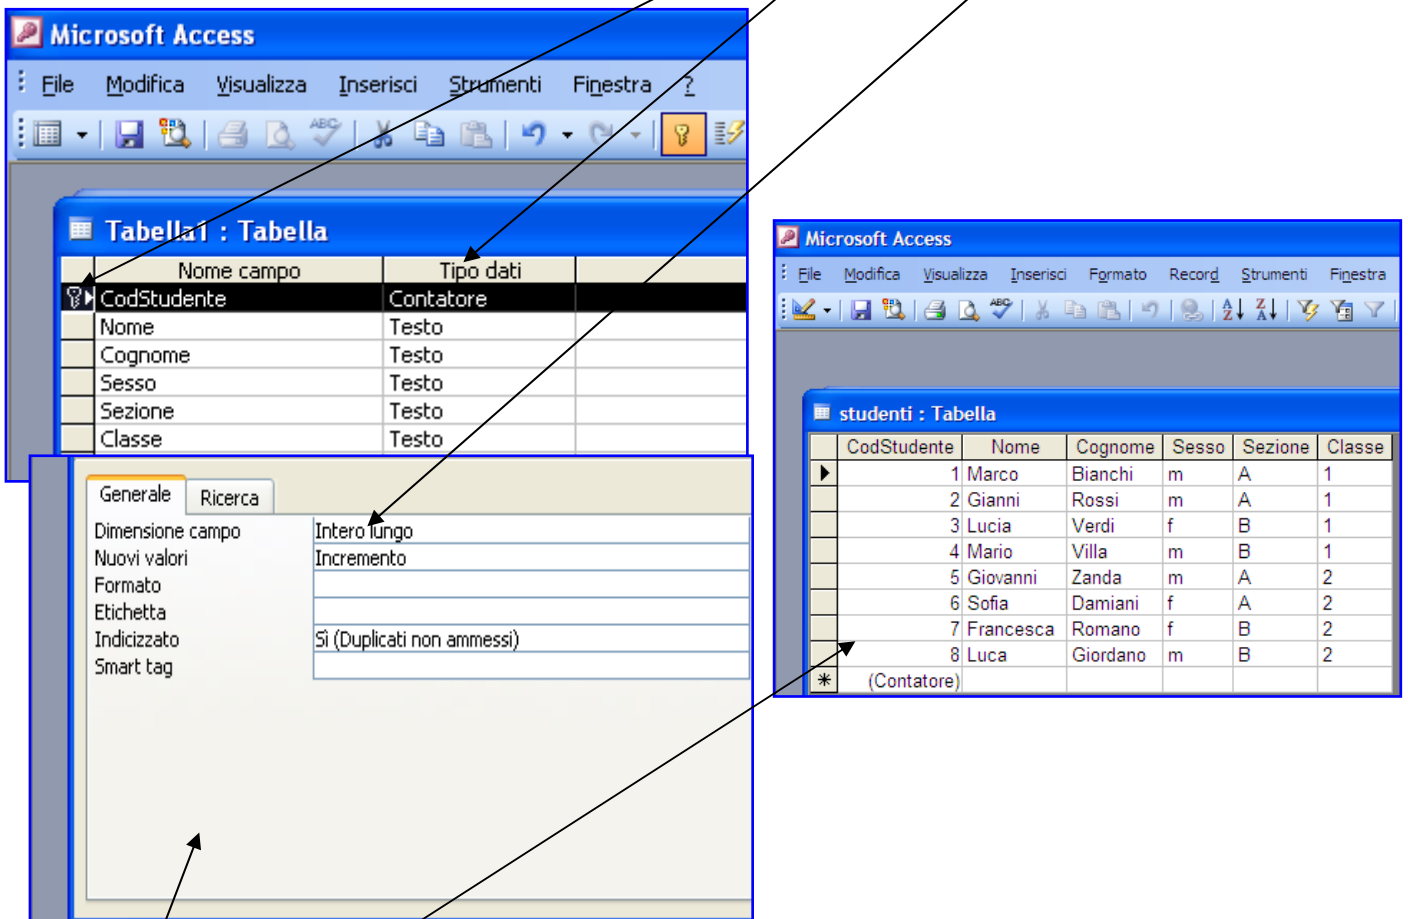 Microsoft Access
File Modifica Visualizza Inserisci Strumenti Finestra ?
ABC
Tabella1 : Tabella
Nome campo Tipo dati
CodStudente Contatore
Nome Testo
Cognome Testo
Sesso Testo
Sezione Testo
Classe Testo
Generale Ricerca
Dimensione campo Intero lungo
Nuovi valori Incremento
Formato
Etichetta
Indicizzato Sì (Duplicati non ammessi)
Smart tag
Microsoft Access
File Modifica Visualizza Inserisci Formato Record Strumenti Finestra
ABC A Z Z A
studenti : Tabella
CodStudente Nome Cognome Sesso Sezione Classe
1 Marco Bianchi m A 1
2 Gianni Rossi m A 1
3 Lucia Verdi f B 1
4 Mario Villa m B 1
5 Giovanni Zanda m A 2
6 Sofia Damiani f A 2
7 Francesca Romano f B 2
8 Luca Giordano m B 2
(Contatore)